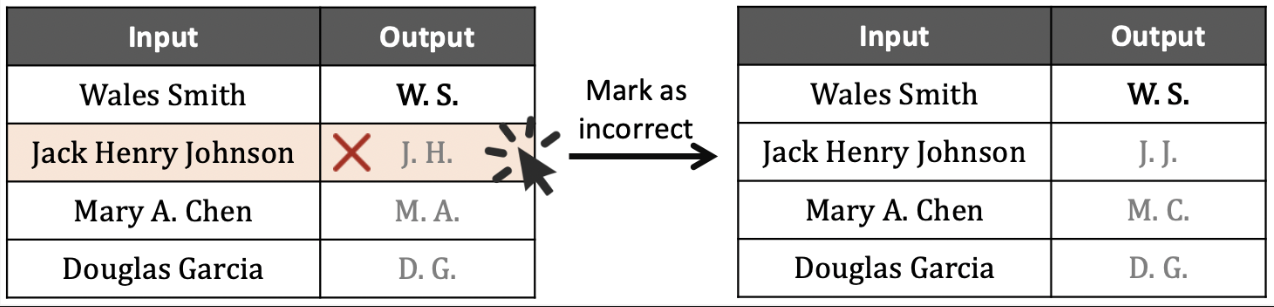 Input Output
Wales Smith W. S.
Jack Henry Johnson J. H.
Mary A. Chen M. A.
Douglas Garcia D. G.
Mark as
incorrect
Input Output
Wales Smith W. S.
Jack Henry Johnson J. J.
Mary A. Chen M. C.
Douglas Garcia D. G.